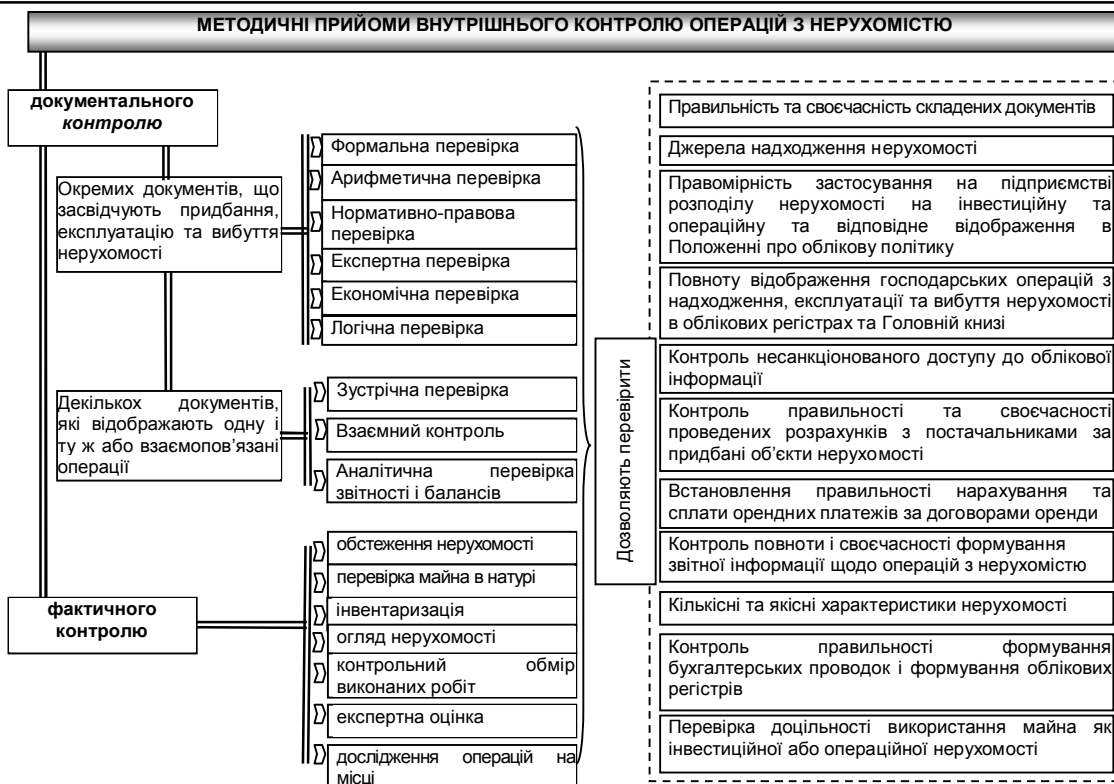 МЕТОДИЧНІ ПРИЙОМИ ВНУТРІШНЬОГО КОНТРОЛЮ ОПЕРАЦІЙ З НЕРУХОМІСТЮ
документального
контролю
Окремих документів, що
засвідчують придбання,
експлуатацію та вибуття
нерухомості
Декількох документів,
які відображають одну і
ту ж або взаємопов’язані
операції
фактичного
контролю
Формальна перевірка
Арифметична перевірка
Нормативно-правова
перевірка
Експертна перевірка
Економічна перевірка
Логічна перевірка
Зустрічна перевірка
Взаємний контроль
Аналітична перевірка
звітності і балансів
обстеження нерухомості
перевірка майна в натурі
інвентаризація
огляд нерухомості
контрольний обмір
виконаних робіт
експертна оцінка
дослідження операцій на
місці
Дозволяють перевірити
Правильність та своєчасність складених документів
Джерела надходження нерухомості
Правомірність застосування на підприємстві
розподілу нерухомості на інвестиційну та
операційну та відповідне відображення в
Положенні про облікову політику
Повноту відображення господарських операцій з
надходження, експлуатації та вибуття нерухомості
в облікових регістрах та Головній книзі
Контроль несанкціонованого доступу до облікової
інформації
Контроль правильності та своєчасності
проведених розрахунків з постачальниками за
придбані об’єкти нерухомості
Встановлення правильності нарахування та
сплати орендних платежів за договорами оренди
Контроль повноти і своєчасності формування
звітної інформації щодо операцій з нерухомістю
Кількісні та якісні характеристики нерухомості
Контроль правильності формування
бухгалтерських проводок і формування облікових
регістрів
Перевірка доцільності використання майна як
інвестиційної або операційної нерухомості